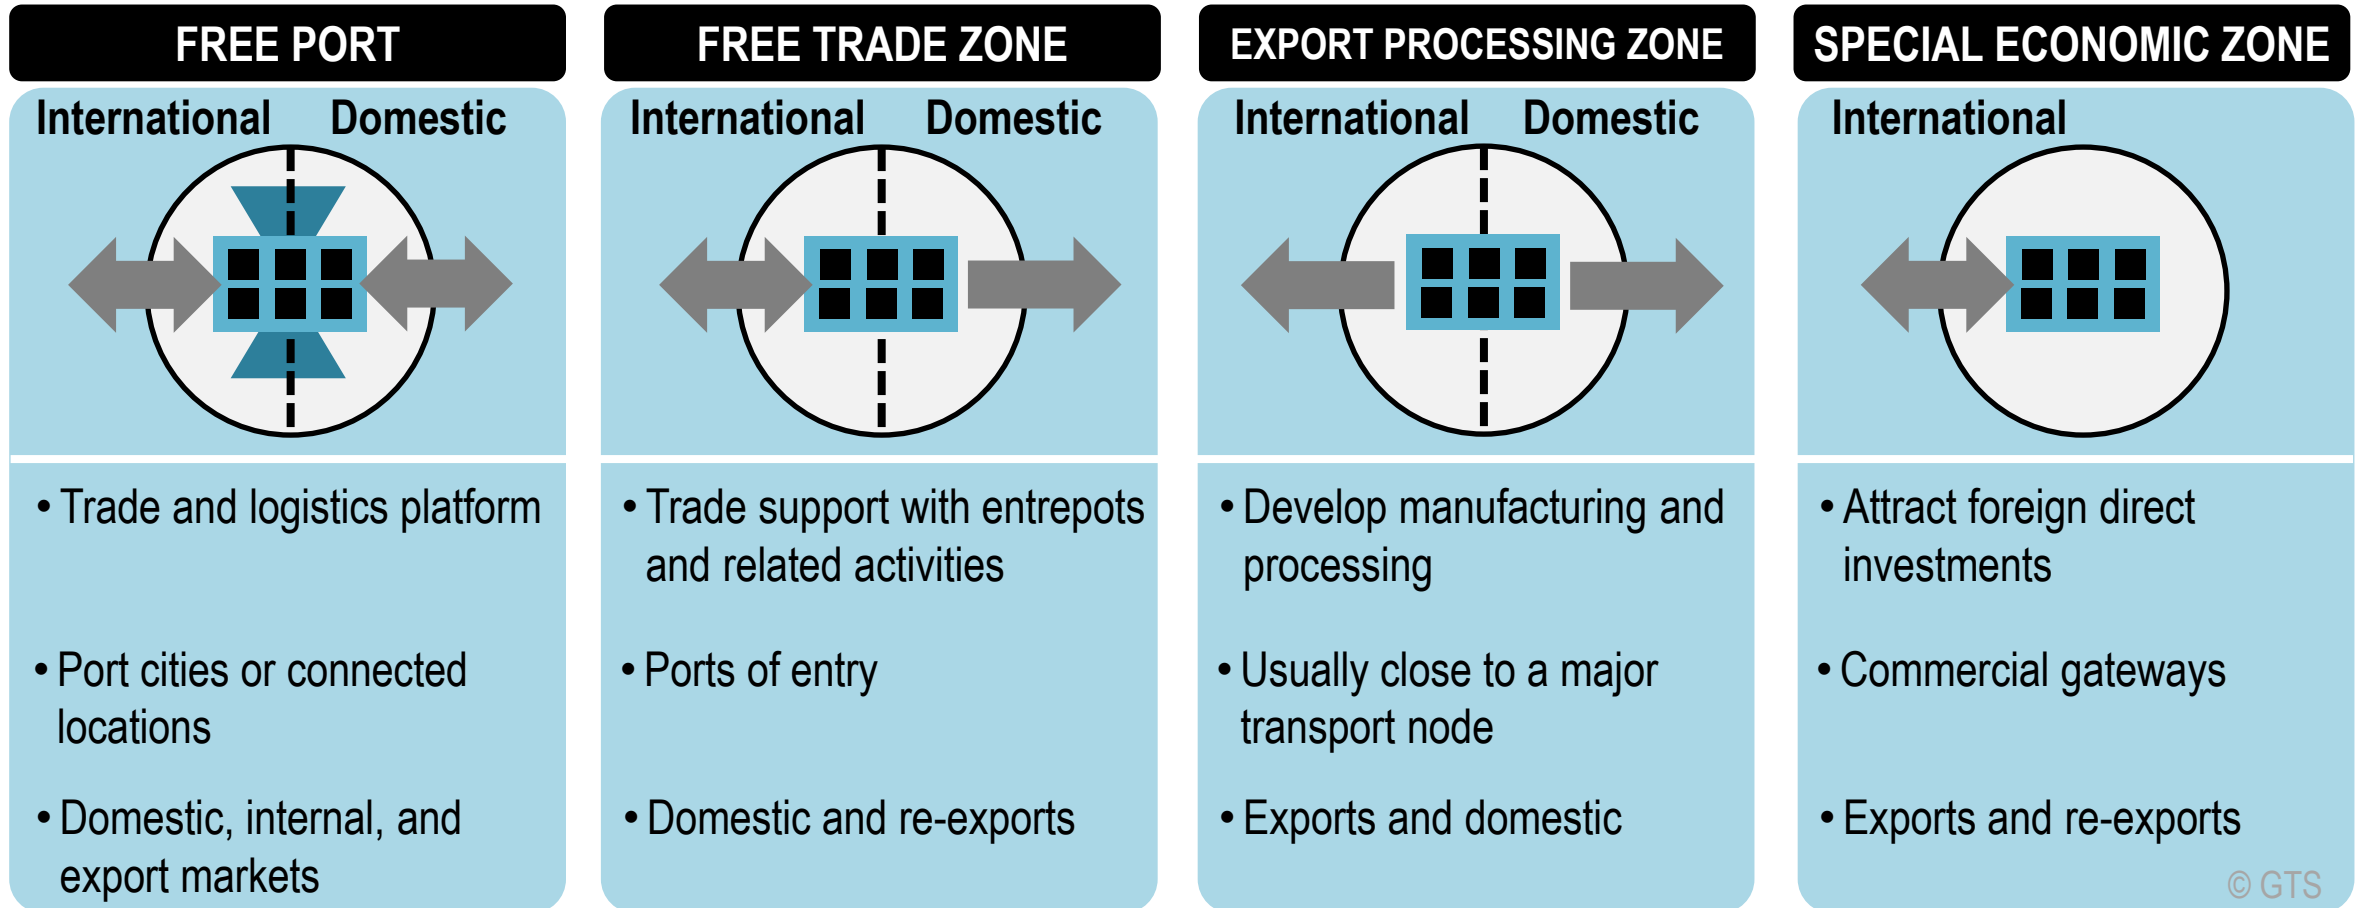 FREE PORT
International Domestic
• Trade and logistics platform
• Port cities or connected
locations
• Domestic, internal, and
export markets
FREE TRADE ZONE
International Domestic
• Trade support with entrepots
and related activities
• Ports of entry
• Domestic and re-exports
EXPORT PROCESSING ZONE
International Domestic
• Develop manufacturing and
processing
• Usually close to a major
transport node
• Exports and domestic
SPECIAL ECONOMIC ZONE
International
• Attract foreign direct
investments
• Commercial gateways
• Exports and re-exports
© GTS